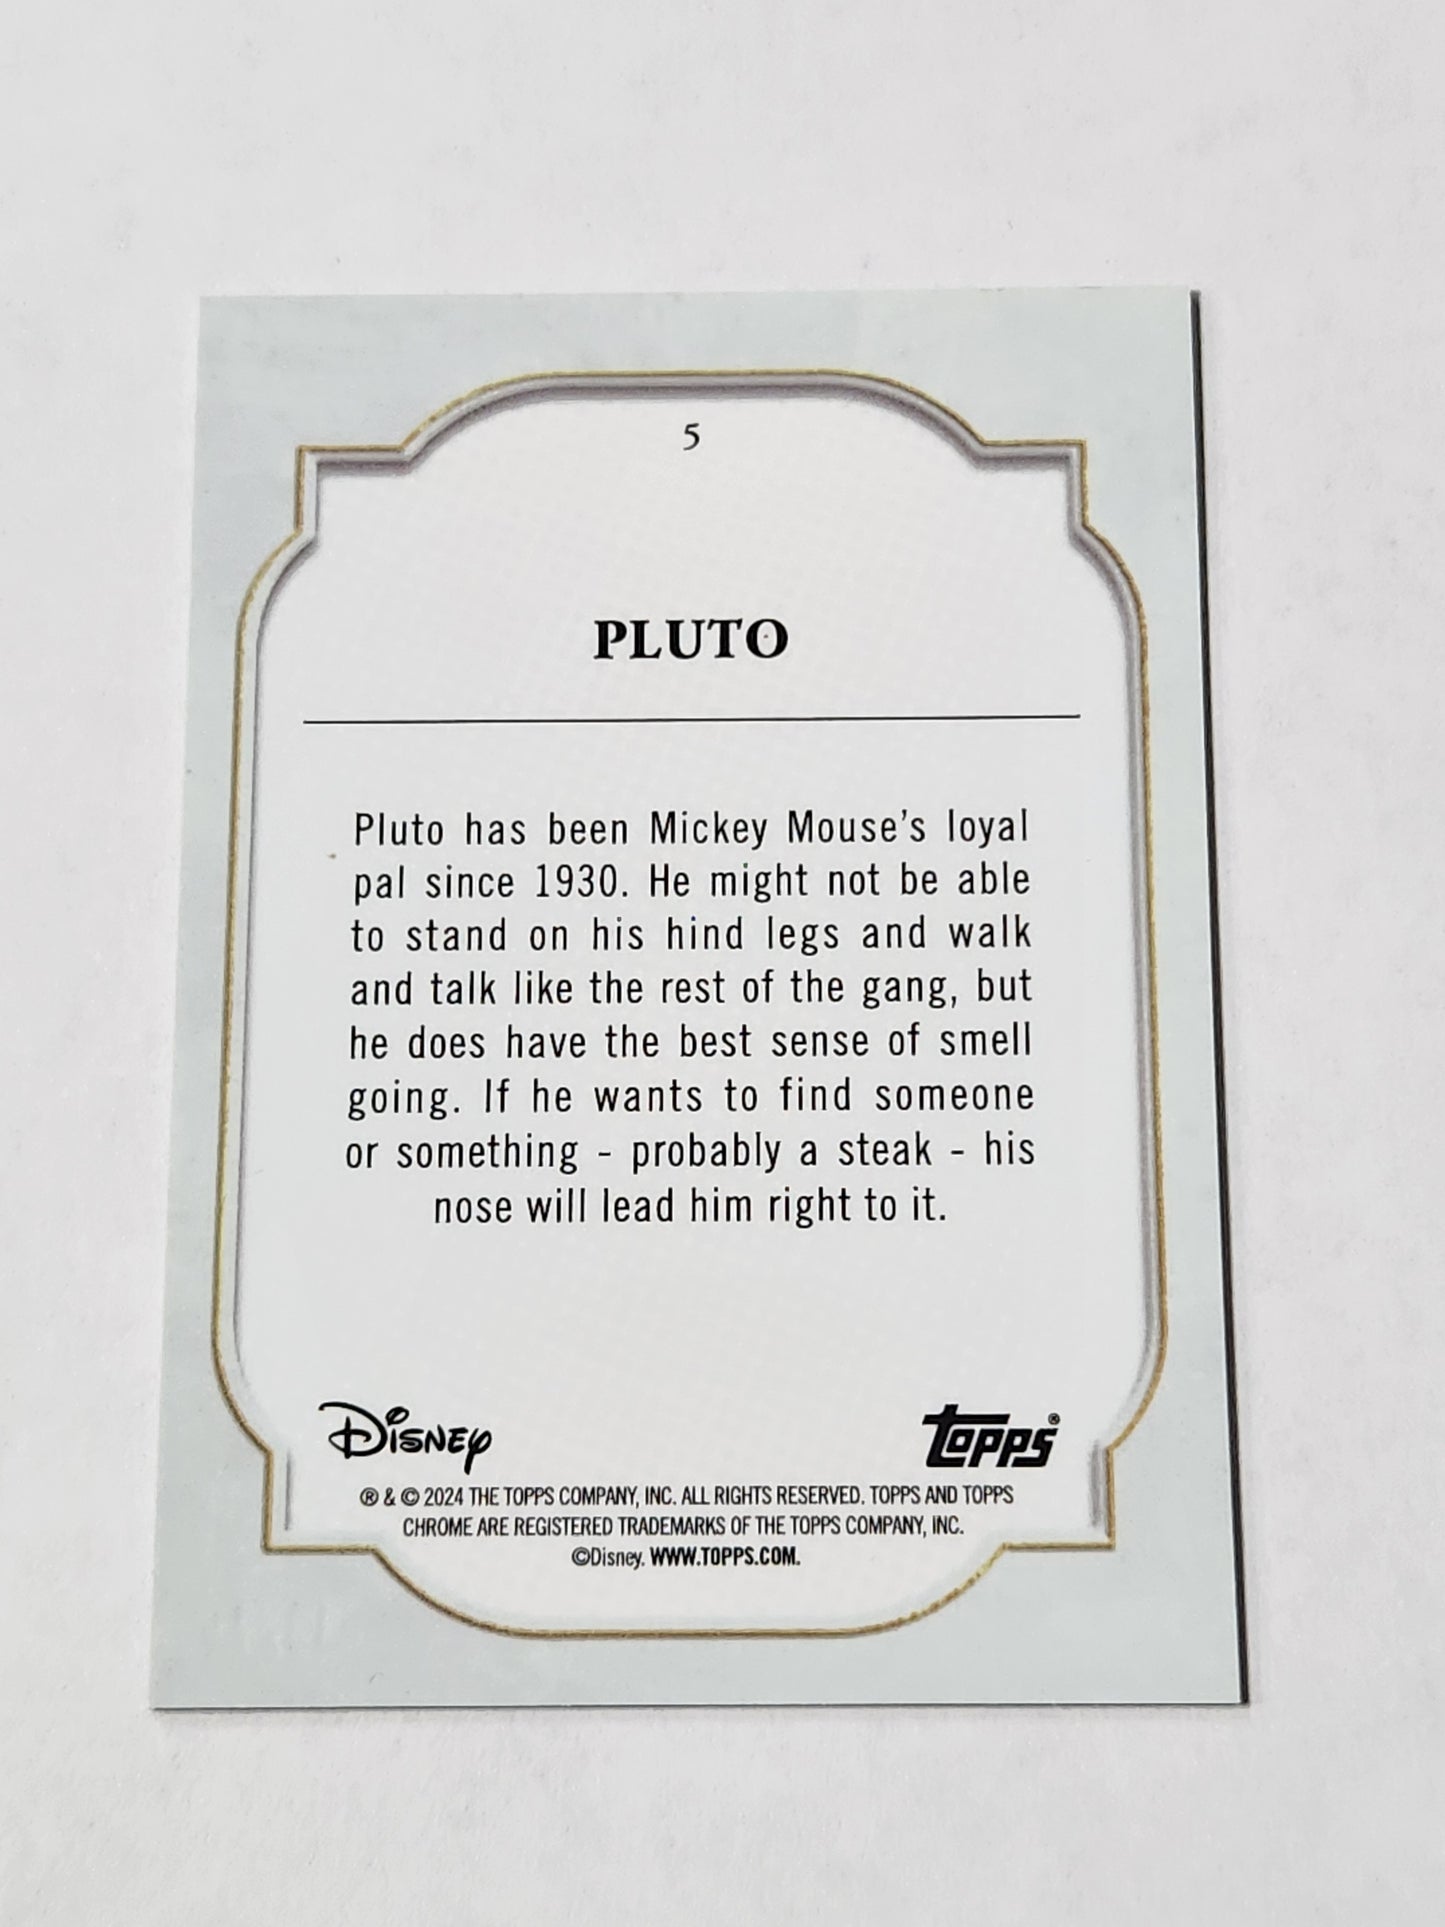 5
PLUTO
Pluto has been Mickey Mouse's loyal
pal since 1930. He might not be able
to stand on his hind legs and walk
and talk like the rest of the gang, but
he does have the best sense of smell
going. If he wants to find someone
or something - probably a steak - his
nose will lead him right to it.
Disney
topps®
® & © 2024 THE TOPPS COMPANY, INC. ALL RIGHTS RESERVED. TOPPS AND TOPPS
CHROME ARE REGISTERED TRADEMARKS OF THE TOPPS COMPANY, INC.
©Disney. WWW.TOPPS.COM.